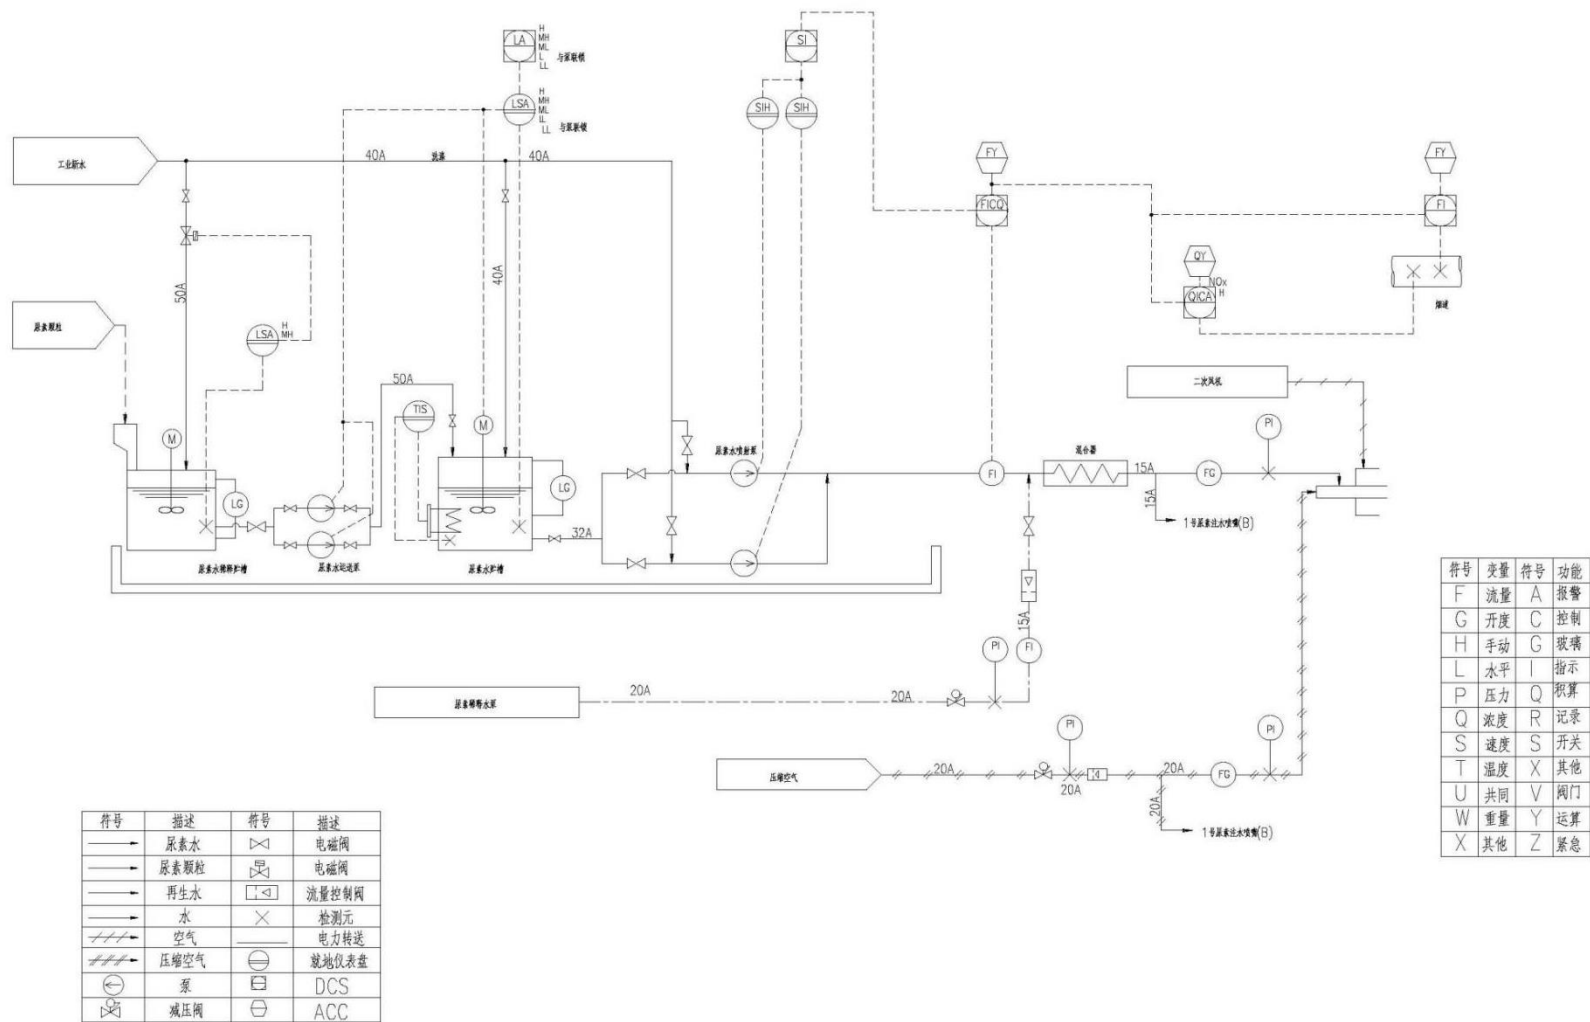 LA
H
MH
ML
L
LL
与泵联锁
SI
LSA
H
MH
ML
LL
LL
与泵联锁
SIH
SIH
工业新水
40A
洗涤
40A
FY
FY
FICQ
FI
50A
40A
QY
QICA
NOx
H
烟道
尿素颗粒
LSA
H
MH
50A
TIS
二次风机
M
M
LG
LG
尿素水喷射泵
FI
混合器
15A
FG
PI
15A
1号尿素注水喷嘴(B)
32A
尿素水稀释贮槽
尿素水运送泵
尿素水贮槽
15A
PI
FI
尿素稀释水泵
20A
20A
压缩空气
20A
PI
20A
20A
FG
PI
20A
1号尿素注水喷嘴(B)
符号 变量 符号 功能
F 流量 A 报警
G 开度 C 控制
H 手动 G 玻璃
L 水平 I 指示
P 压力 Q 积算
Q 浓度 R 记录
S 速度 S 开关
T 温度 X 其他
U 共同 V 阀门
W 重量 Y 运算
X 其他 Z 紧急
符号 描述 符号 描述
尿素水 电磁阀
尿素颗粒 电磁阀
再生水 流量控制阀
水 检测元
空气 电力转送
压缩空气 就地仪表盘
泵 DCS
减压阀 ACC